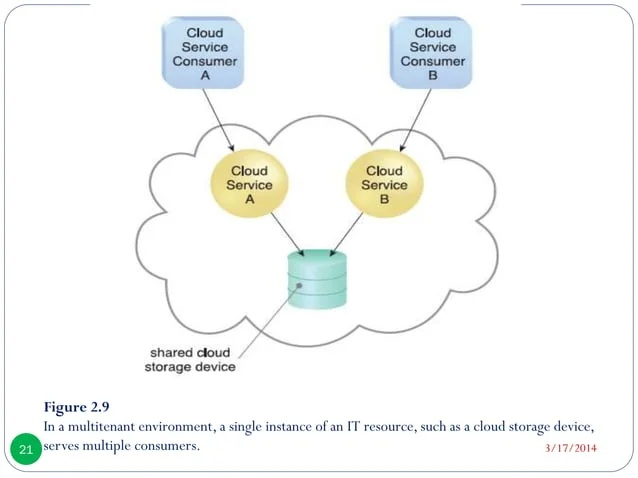 Cloud
Service
Consumer
A
Cloud
Service
Consumer
B
Cloud
Service
A
Cloud
Service
B
shared cloud
storage device
Figure 2.9
In a multitenant environment, a single instance of an IT resource, such as a cloud storage device,
serves multiple consumers.
21
3/17/2014